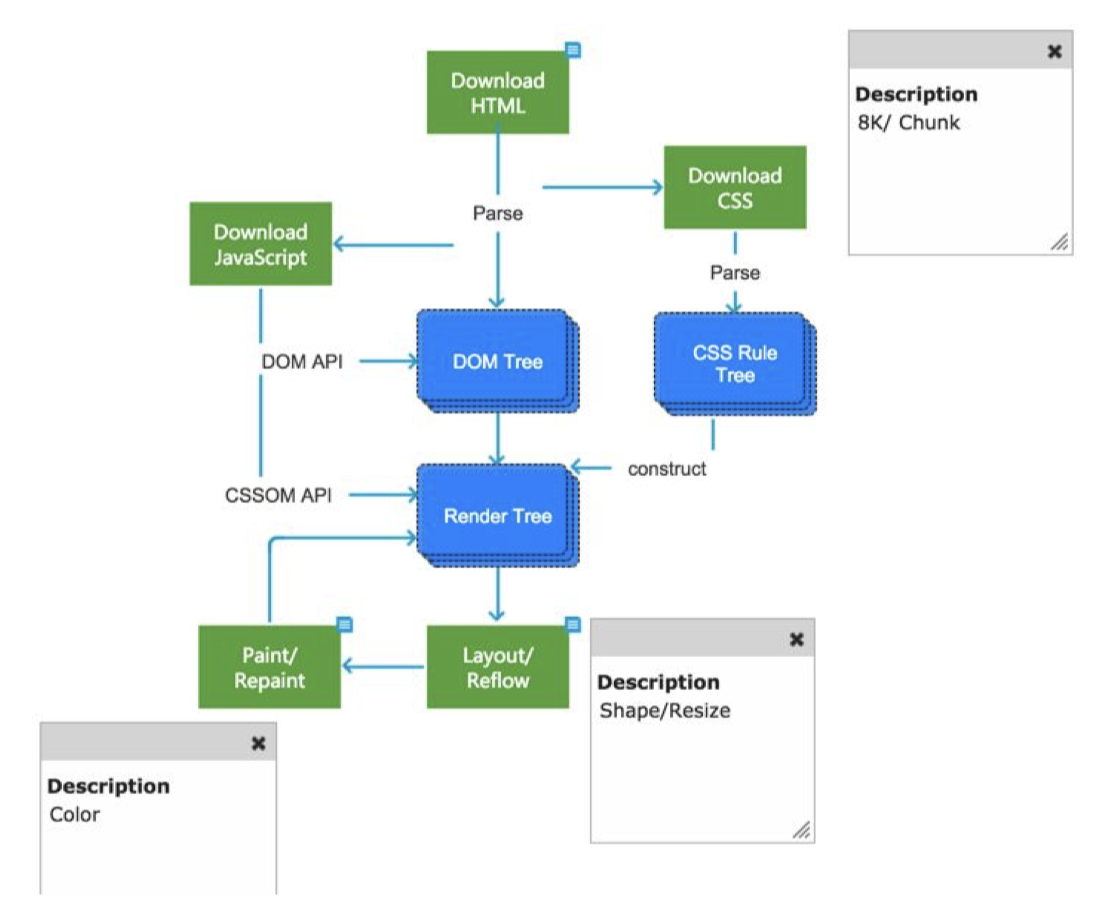 Download
HTML
Description
8K/ Chunk
Download
CSS
Parse
Download
JavaScript
Parse
DOM API
DOM Tree
CSS Rule
Tree
construct
CSSOM API
Render Tree
Paint/
Repaint
Layout/
Reflow
Description
Shape/Resize
Description
Color